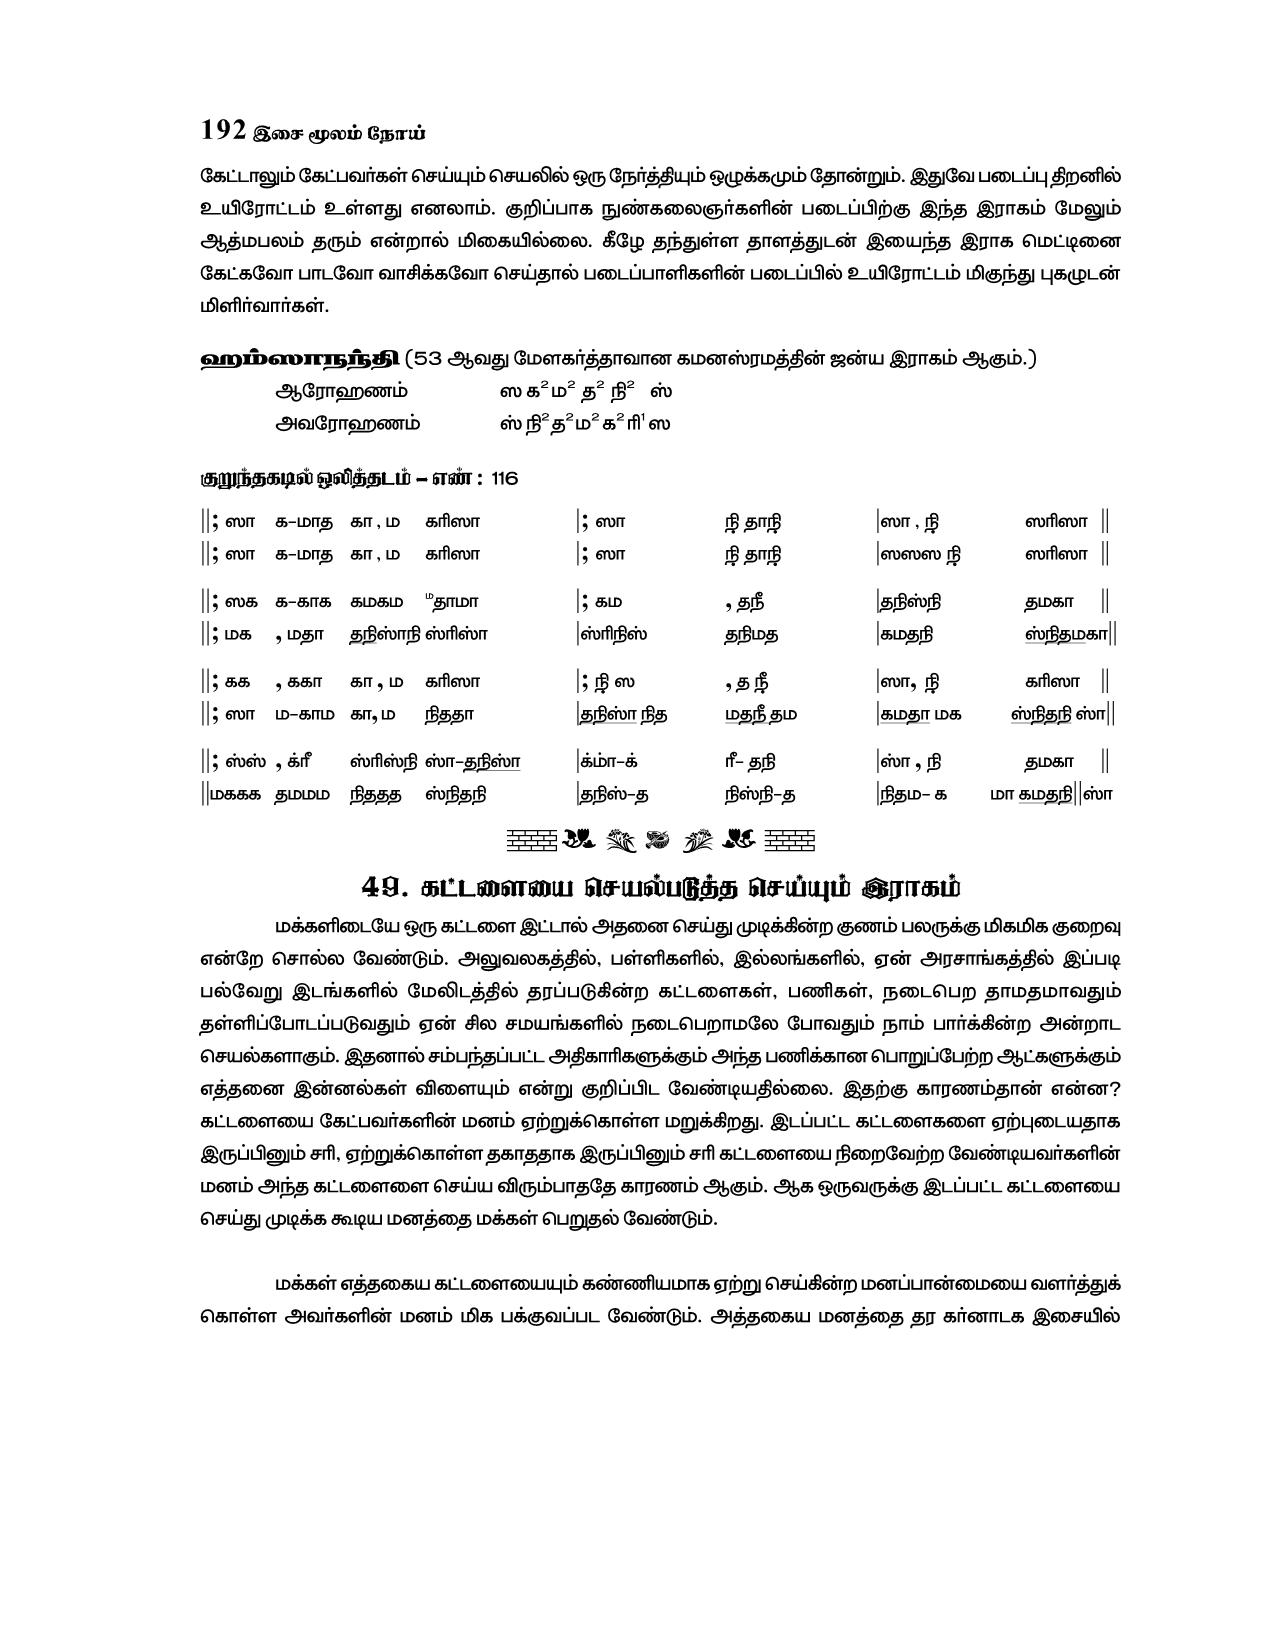 192 இசை மூலம் நோய்
கேட்டாலும் கேட்பவர்கள் செய்யும் செயலில் ஒரு நேர்த்தியும் ஒழுக்கமும் தோன்றும். இதுவே படைப்பு திறனில்
உயிரோட்டம் உள்ளது எனலாம். குறிப்பாக நுண்கலைஞர்களின் படைப்பிற்கு இந்த இராகம் மேலும்
ஆத்மபலம் தரும் என்றால் மிகையில்லை. கீழே தந்துள்ள தாளத்துடன் இயைந்த இராக மெட்டினை
கேட்கவோ பாடவோ வாசிக்கவோ செய்தால் படைப்பாளிகளின் படைப்பில் உயிரோட்டம் மிகுந்து புகழுடன்
மிளிர்வார்கள்.
ஹம்ஸாநந்தி (53 ஆவது மேளகர்த்தாவான கமனஸ்ரமத்தின் ஜன்ய இராகம் ஆகும்.)
ஆரோஹணம் ஸ க² ம² த² நி² ஸ்
அவரோஹணம் ஸ் நி² த² ம² க² ரி¹ ஸ
குறுந்தகடில் ஒலித்தடம் – எண் : 116
||; ஸா க-மாத கா , ம கரிஸா |; ஸா நி̣ தாநி̣ |ஸா , நி̣ ஸரிஸா ||
||; ஸா க-மாத கா , ம கரிஸா |; ஸா நி̣ தாநி̣ |ஸஸஸ நி̣ ஸரிஸா ||
||; ஸக க-காக கமகம ᵐதாமா |; கம , தநீ |தநிஸ்நி தமகா ||
||; மக , மதா தநிஸ்ாநி ஸ்ரிஸ்ா |ஸ்ரிநிஸ் தநிமத |கமதநி ஸ்நிதமகா||
||; கக , ககா கா , ம கரிஸா |; நி̣ ஸ , த நீ̣ |ஸா, நி̣ கரிஸா ||
||; ஸா ம-காம கா, ம நிததா |தநிஸ்ா நித மதநீ தம |கமதா மக ஸ்நிதநி ஸ்ா||
||; ஸ்ஸ் , க்ரீ ஸ்ரிஸ்நி ஸ்ா-தநிஸ்ா |க்ம்ா-க் ரீ- தநி |ஸ்ா , நி தமகா ||
||மககக தமமம நிததத ஸ்நிதநி |தநிஸ்-த நிஸ்நி-த |நிதம- க மா கமதநி||ஸ்ா
49. கட்டளையை செயல்படுத்த செய்யும் இராகம்
மக்களிடையே ஒரு கட்டளை இட்டால் அதனை செய்து முடிக்கின்ற குணம் பலருக்கு மிகமிக குறைவு
என்றே சொல்ல வேண்டும். அலுவலகத்தில், பள்ளிகளில், இல்லங்களில், ஏன் அரசாங்கத்தில் இப்படி
பல்வேறு இடங்களில் மேலிடத்தில் தரப்படுகின்ற கட்டளைகள், பணிகள், நடைபெற தாமதமாவதும்
தள்ளிப்போடப்படுவதும் ஏன் சில சமயங்களில் நடைபெறாமலே போவதும் நாம் பார்க்கின்ற அன்றாட
செயல்களாகும். இதனால் சம்பந்தப்பட்ட அதிகாரிகளுக்கும் அந்த பணிக்கான பொறுப்பேற்ற ஆட்களுக்கும்
எத்தனை இன்னல்கள் விளையும் என்று குறிப்பிட வேண்டியதில்லை. இதற்கு காரணம்தான் என்ன?
கட்டளையை கேட்பவர்களின் மனம் ஏற்றுக்கொள்ள மறுக்கிறது. இடப்பட்ட கட்டளைகளை ஏற்புடையதாக
இருப்பினும் சரி, ஏற்றுக்கொள்ள தகாததாக இருப்பினும் சரி கட்டளையை நிறைவேற்ற வேண்டியவர்களின்
மனம் அந்த கட்டளைளை செய்ய விரும்பாததே காரணம் ஆகும். ஆக ஒருவருக்கு இடப்பட்ட கட்டளையை
செய்து முடிக்க கூடிய மனத்தை மக்கள் பெறுதல் வேண்டும்.
மக்கள் எத்தகைய கட்டளையையும் கண்ணியமாக ஏற்று செய்கின்ற மனப்பான்மையை வளர்த்துக்
கொள்ள அவர்களின் மனம் மிக பக்குவப்பட வேண்டும். அத்தகைய மனத்தை தர கர்னாடக இசையில்